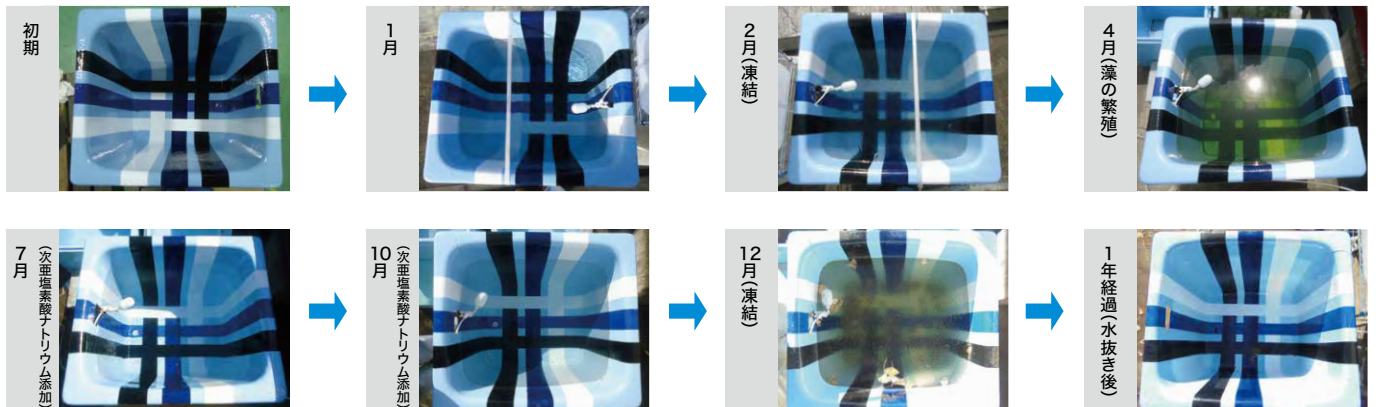 初期
1月
2月(凍結)
4月(藻の繁殖)
7月
(次亜塩素酸ナトリウム添加)
10月
(次亜塩素酸ナトリウム添加)
12月(凍結)
1年経過(水抜き後)